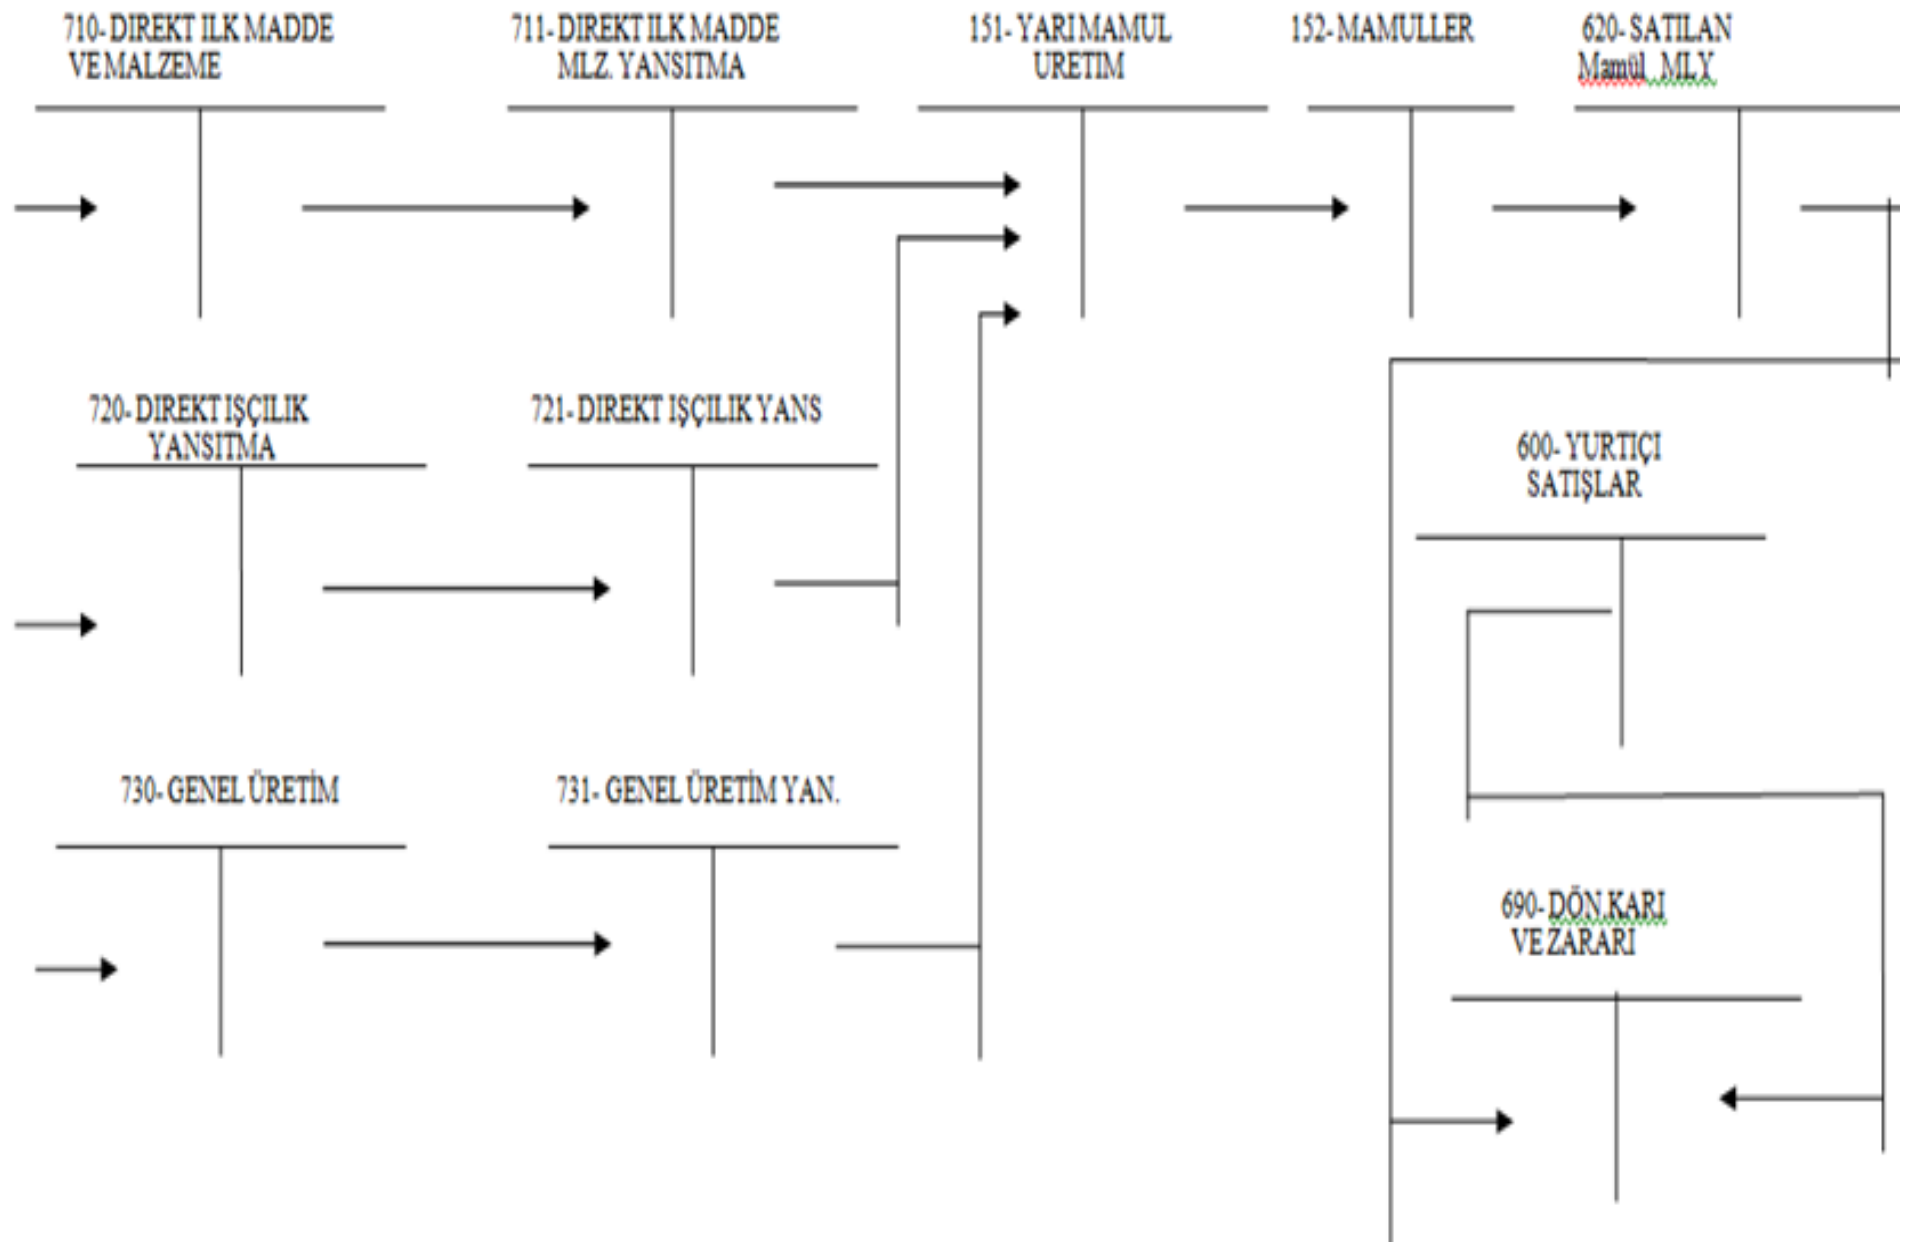 710- DIREKT ILK MADDE
VE MALZEME
711- DIREKT ILK MADDE
MLZ. YANSITMA
151- YARI MAMUL
URETIM
152- MAMULLER
620- SATILAN
Mamül MLY
720- DIREKT IŞÇILIK
YANSITMA
721- DIREKT IŞÇILIK YANS
600- YURTIÇI
SATIŞLAR
730- GENEL ÜRETİM
731- GENEL ÜRETİM YAN.
690- DÖN.KARI
VE ZARARI